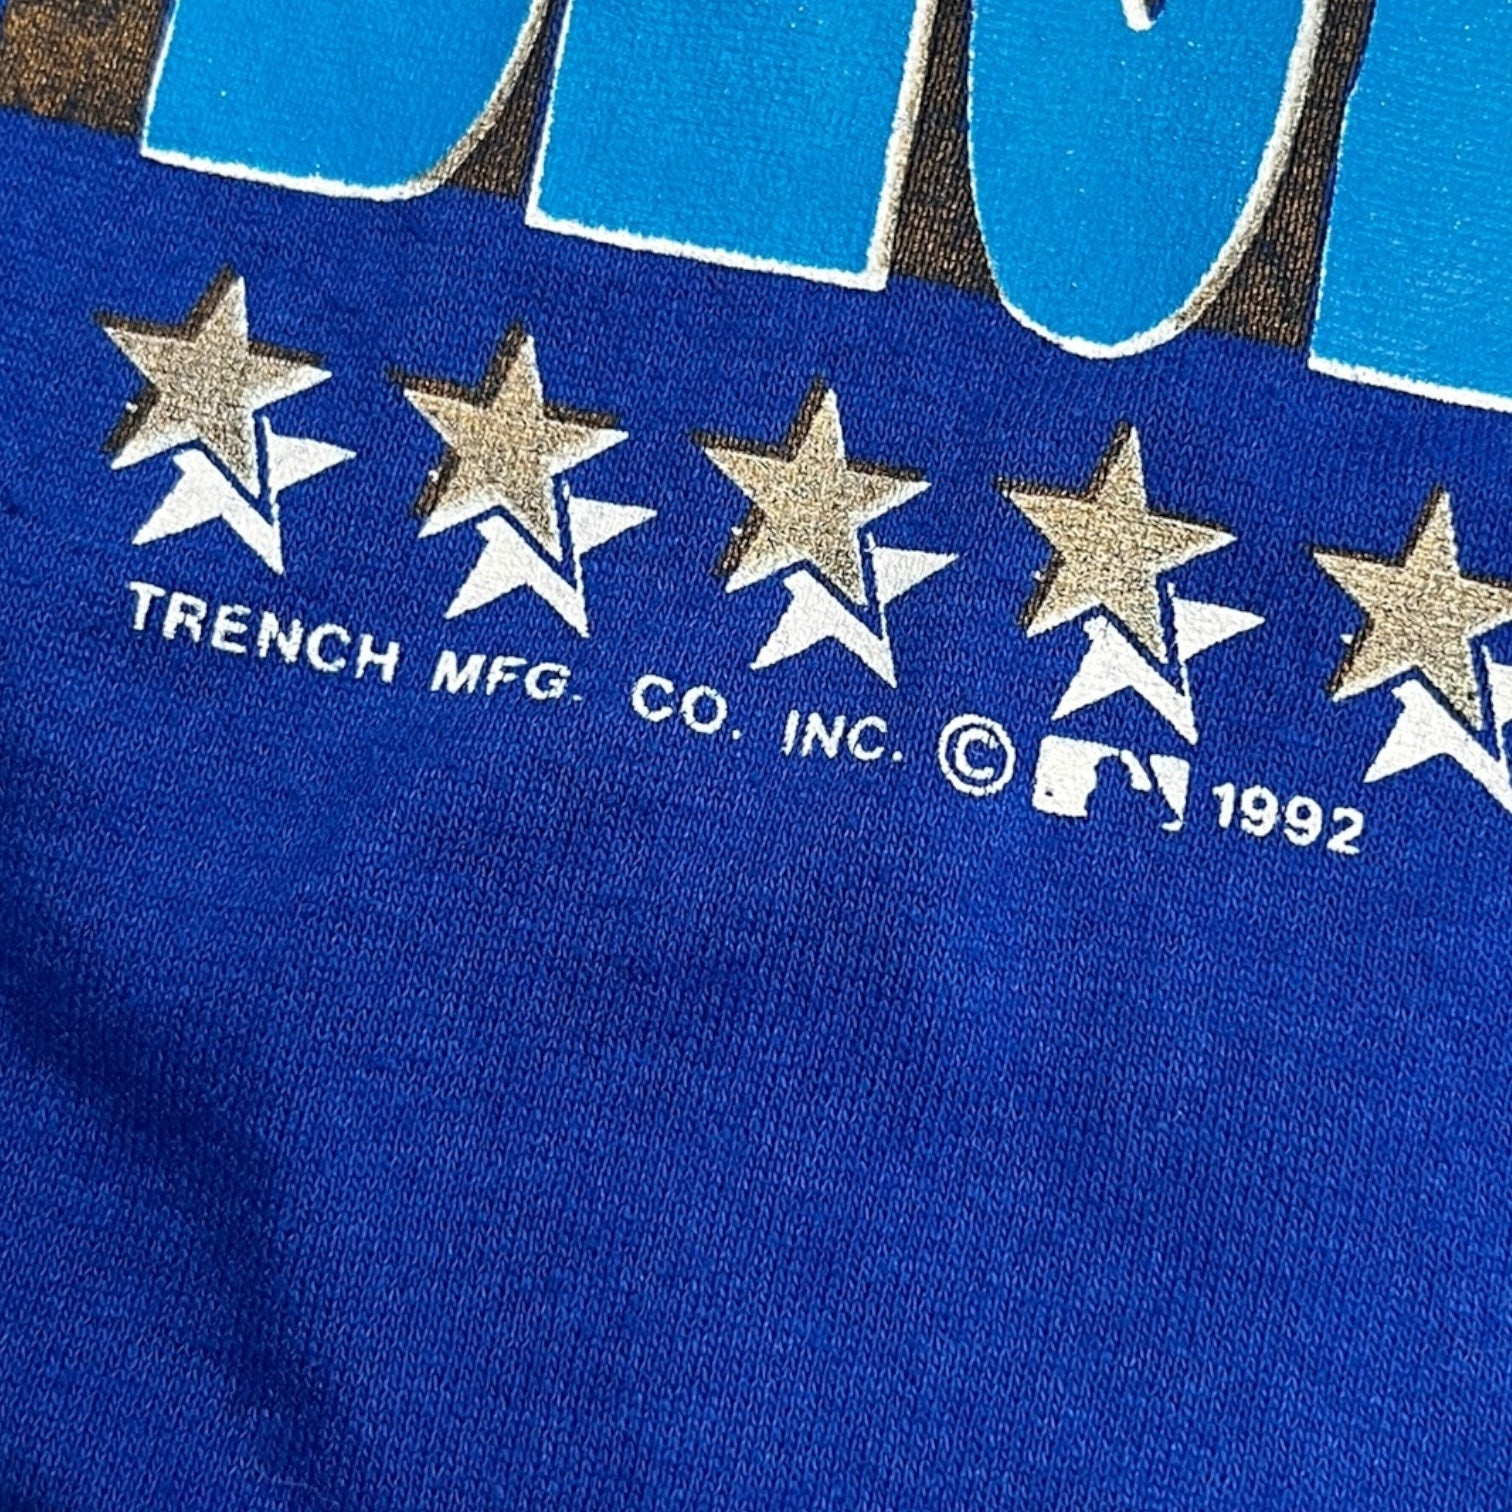 TRENCH MFG. CO. INC. © 1992